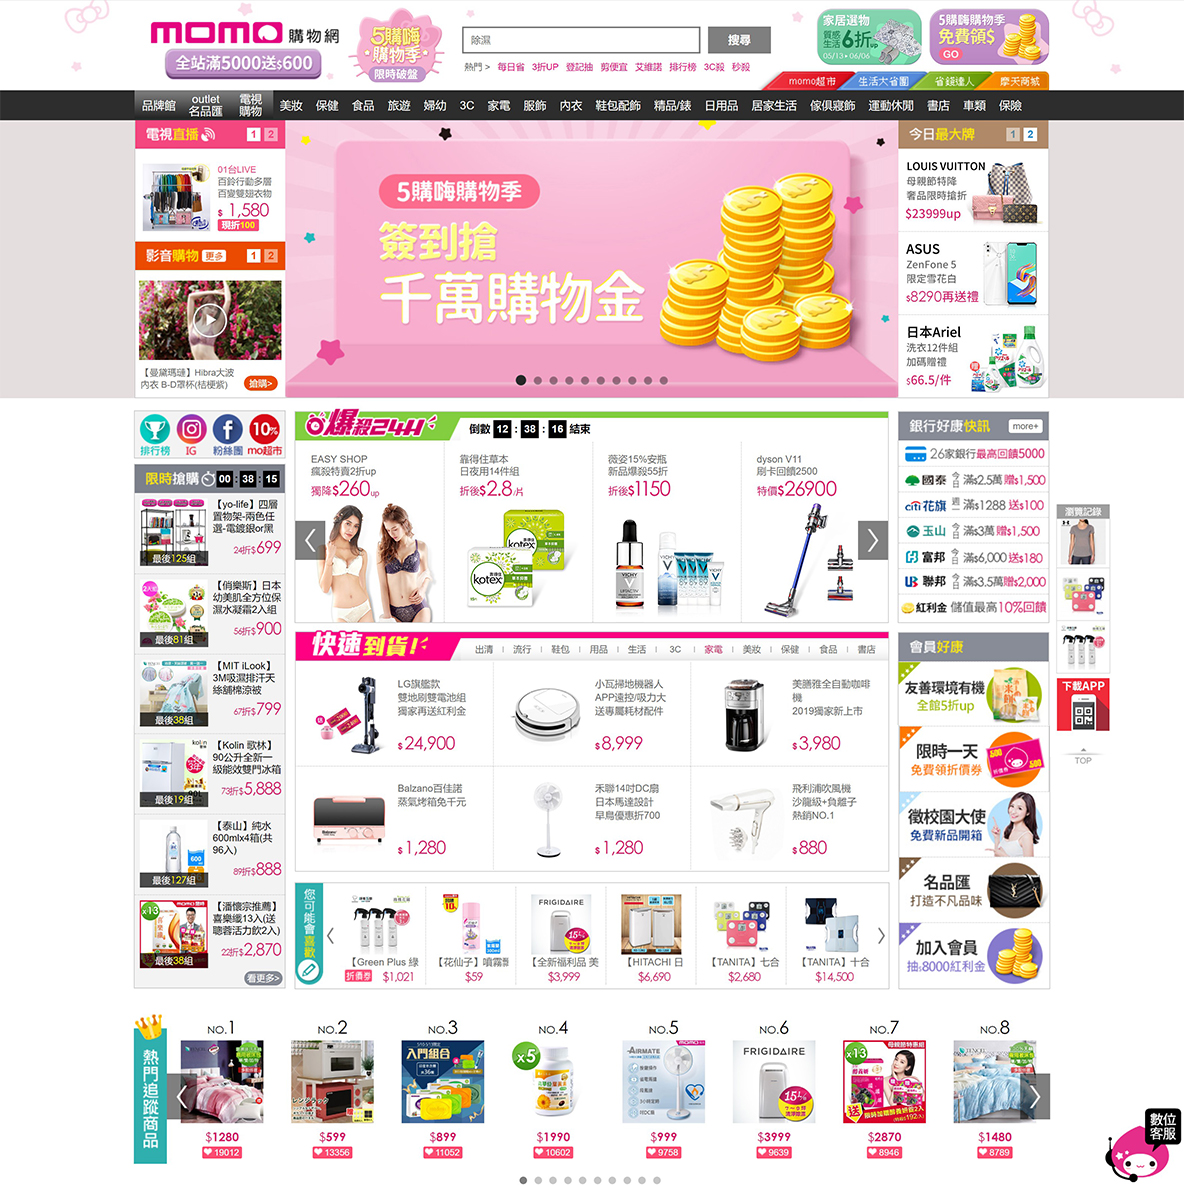 momo購物網
全站滿5000送$600
5購嗨
購物季
限時破盤
除濕
搜尋
熱門 > 每日省 3折UP 登記抽 剪便宜 艾維諾 排行榜 3C殺 秒殺
家居選物
質感
生活6折up
05/13▸06/06
5購嗨購物季
免費領$
GO
momo超市 生活大省團 省錢達人 摩天商城
品牌館 outlet名品匯 電視購物 美妝 保健 食品 旅遊 婦幼 3C 家電 服飾 內衣 鞋包配飾 精品/錶 日用品 居家生活 傢俱寢飾 運動休閒 書店 車類 保險
電視直播 1 2
01台LIVE
百鈴行動多層
百變雙妞衣物
$1,580
現折100
影音購物 更多 1 2
【曼黛瑪璉】Hibra大波
內衣 B-D罩杯(桔梗紫) 搶購>
5購嗨購物季
簽到搶
千萬購物金
今日最大牌 1 2
LOUIS VUITTON
母親節特降
奢品限時搶折
$23999up
ASUS
ZenFone 5
限定雪花白
$8290再送禮
日本Ariel
洗衣12件組
加碼贈禮
$66.5/件
排行榜 IG 粉絲團 mo超市
10%
限時搶購 00:38:15
【yo-life】四層
置物架-兩色任
選-電鍍銀or黑
24折$699
最後125組
【俏樂斯】日本
幼美肌全方位保
濕水凝霜2入組
56折$900
最後81組
【MIT iLook】
3M吸濕排汗天
絲舖棉涼被
67折$799
最後38組
【Kolin 歌林】
90公升全新一
級能效雙門冰箱
73折$5,888
最後19組
【泰山】純水
600mlx4箱(共
96入)
89折$888
最後127組
【潘懷宗推薦】
喜樂纖13入(送
聰蓉活力飲2入)
22折$2,870
最後38組
看更多>
爆殺24H 倒數 12:38:16 結束
EASY SHOP
瘋殺特賣2折up
獨降$260up
靠得住草本
日夜用14件組
折後$2.8/片
薇姿15%安瓶
新品爆殺55折
折後$1150
dyson V11
刷卡回饋2500
特價$26900
kotex
VICHY
快速到貨!
出清 | 流行 | 鞋包 | 用品 | 生活 | 3C | 家電 | 美妝 | 保健 | 食品 | 書店
LG旗艦款
雙地刷雙電池組
獨家再送紅利金
$24,900
小瓦掃地機器人
APP遠控/吸力大
送專屬耗材配件
$8,999
美膳雅全自動咖啡
機
2019獨家新上市
$3,980
Balzano百佳諾
蒸氣烤箱免千元
$1,280
禾聯14吋DC扇
日本馬達設計
早鳥優惠折700
$1,280
飛利浦吹風機
沙龍級+負離子
熱銷NO.1
$880
您可能會喜歡
【Green Plus 綠
折價券 $1,021
【花仙子】噴霧態
$59
FRIGIDAIRE
【全新福利品 美
$3,999
【HITACHI 日
$6,690
【TANITA】七合
$2,680
【TANITA】十合
$14,500
銀行好康快訊 more+
26家銀行最高回饋5000
國泰 今日 滿$2.5萬贈$1,500
citi花旗 週一 滿$1288 送$100
玉山 今日 滿$3萬贈$1,500
富邦 今日 滿$6,000 送$180
聯邦 今日 滿$3.5萬贈$2,000
紅利金 儲值最高10%回饋
會員好康
友善環境有機
全館5折up
限時一天
免費領折價券
500
徵校園大使
免費新品開箱
名品匯
打造不凡品味
加入會員
抽$8000紅利金
瀏覽記錄
下載APP
TOP
熱門追蹤商品
NO.1 NO.2 NO.3 NO.4 NO.5 NO.6 NO.7 NO.8
入門組合
x5
AIRMATE
FRIGIDAIRE
x13
$1280 $599 $899 $1990 $999 $3999 $2870 $1480
19012 13356 11052 10602 9758 9639 8946 8789
數位
客服